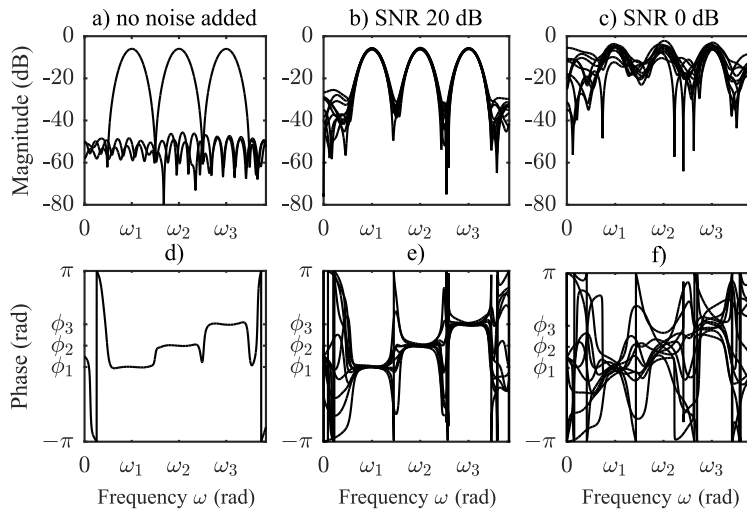 a) no noise added
b) SNR 20 dB
c) SNR 0 dB
Magnitude (dB)
0
-20
-40
-60
-80
0 ω₁ ω₂ ω₃
0
-20
-40
-60
-80
0 ω₁ ω₂ ω₃
0
-20
-40
-60
-80
0 ω₁ ω₂ ω₃
d)
e)
f)
Phase (rad)
π
ϕ₃
ϕ₂
ϕ₁
−π
0 ω₁ ω₂ ω₃
Frequency ω (rad)
π
ϕ₃
ϕ₂
ϕ₁
−π
0 ω₁ ω₂ ω₃
Frequency ω (rad)
π
ϕ₃
ϕ₂
ϕ₁
−π
0 ω₁ ω₂ ω₃
Frequency ω (rad)